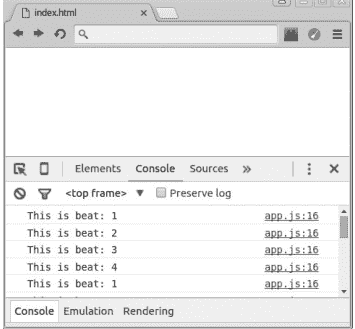 index.html
Elements Console Sources
<top frame> Preserve log
This is beat: 1 app.js:16
This is beat: 2 app.js:16
This is beat: 3 app.js:16
This is beat: 4 app.js:16
This is beat: 1 app.js:16
Console Emulation Rendering